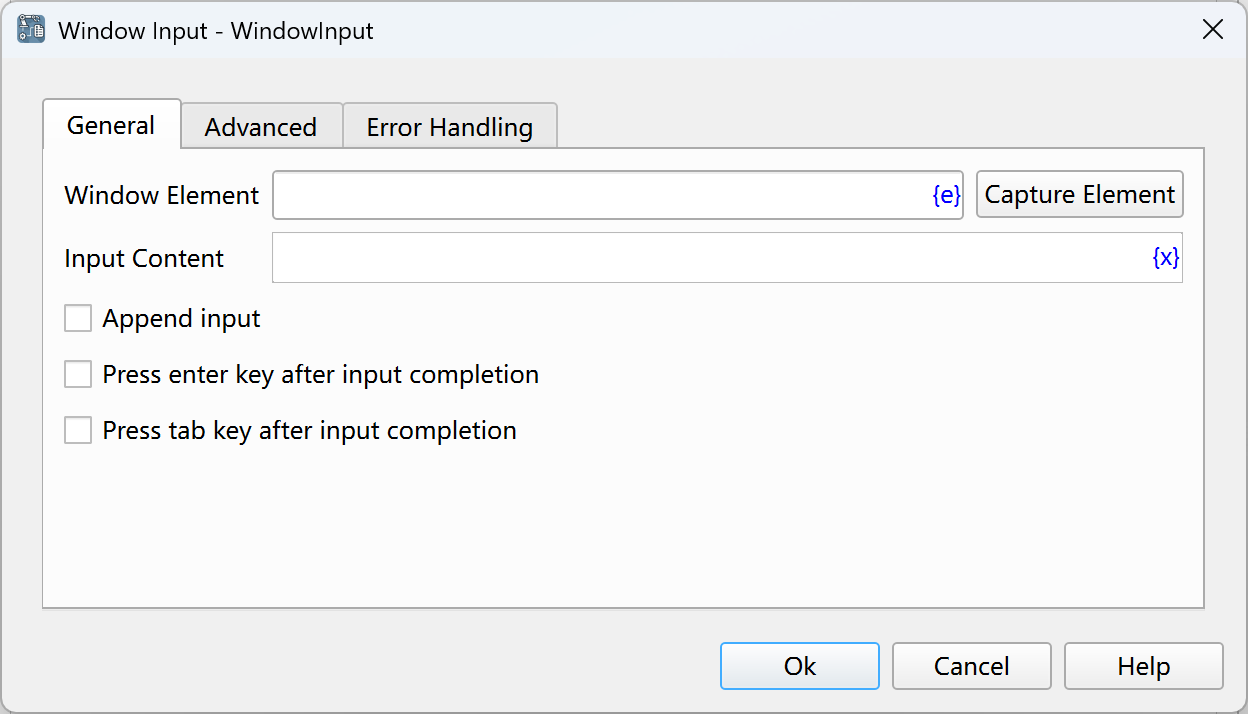 Window Input - WindowInput
General Advanced Error Handling
Window Element {e} Capture Element
Input Content {x}
Append input
Press enter key after input completion
Press tab key after input completion
Ok Cancel Help